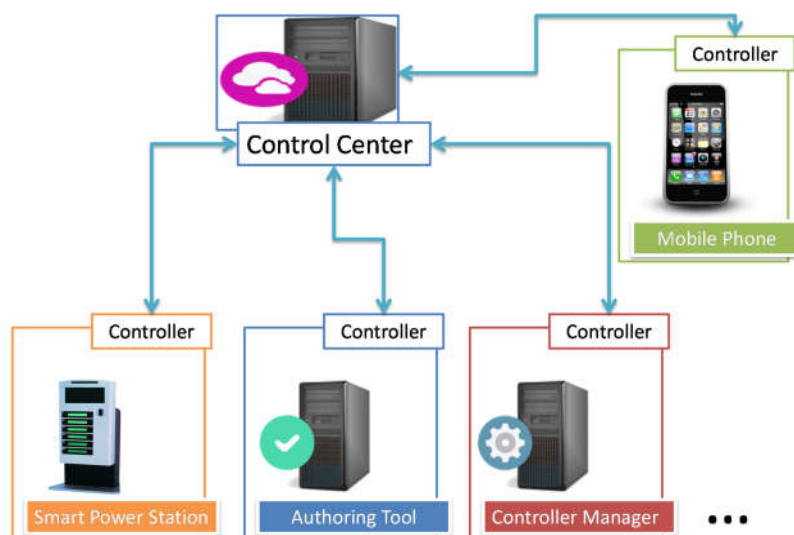 Controller
Control Center
Mobile Phone
Controller
Controller
Controller
Smart Power Station
Authoring Tool
Controller Manager
...